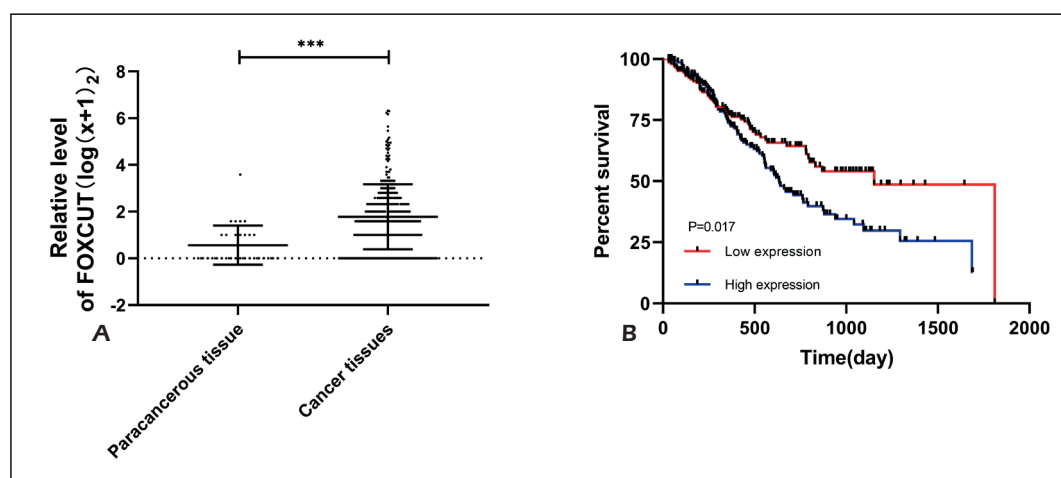 ***
Relative level
of FOXCUT(log(x+1)2)
8
6
4
2
0
-2
Paracancerous tissue
Cancer tissues
A
Percent survival
100
75
50
25
0
P=0.017
Low expression
High expression
0
500
1000
1500
2000
Time(day)
B